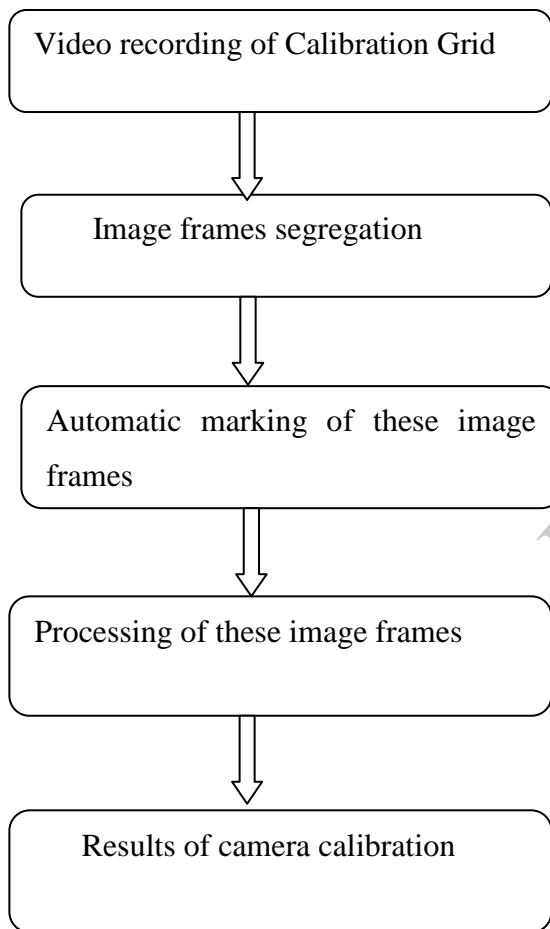 Video recording of Calibration Grid
Image frames segregation
Automatic marking of these image
frames
Processing of these image frames
Results of camera calibration